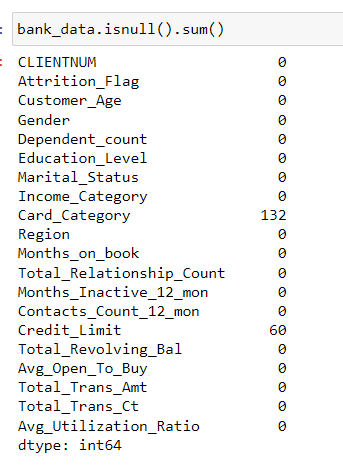 bank_data.isnull().sum()
CLIENTNUM 0
Attrition_Flag 0
Customer_Age 0
Gender 0
Dependent_count 0
Education_Level 0
Marital_Status 0
Income_Category 0
Card_Category 132
Region 0
Months_on_book 0
Total_Relationship_Count 0
Months_Inactive_12_mon 0
Contacts_Count_12_mon 0
Credit_Limit 60
Total_Revolving_Bal 0
Avg_Open_To_Buy 0
Total_Trans_Amt 0
Total_Trans_Ct 0
Avg_Utilization_Ratio 0
dtype: int64